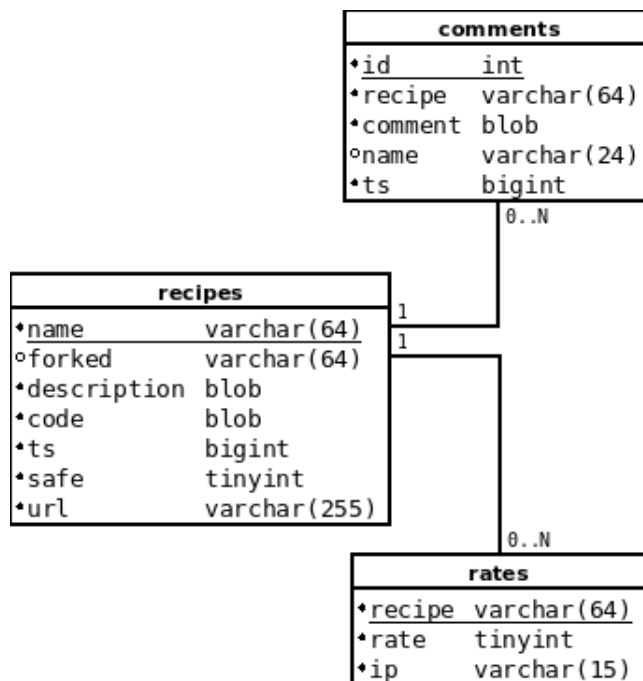 comments
id int
recipe varchar(64)
comment blob
name varchar(24)
ts bigint
0..N
recipes
name varchar(64)
forked varchar(64)
description blob
code blob
ts bigint
safe tinyint
url varchar(255)
1
1
0..N
rates
recipe varchar(64)
rate tinyint
ip varchar(15)